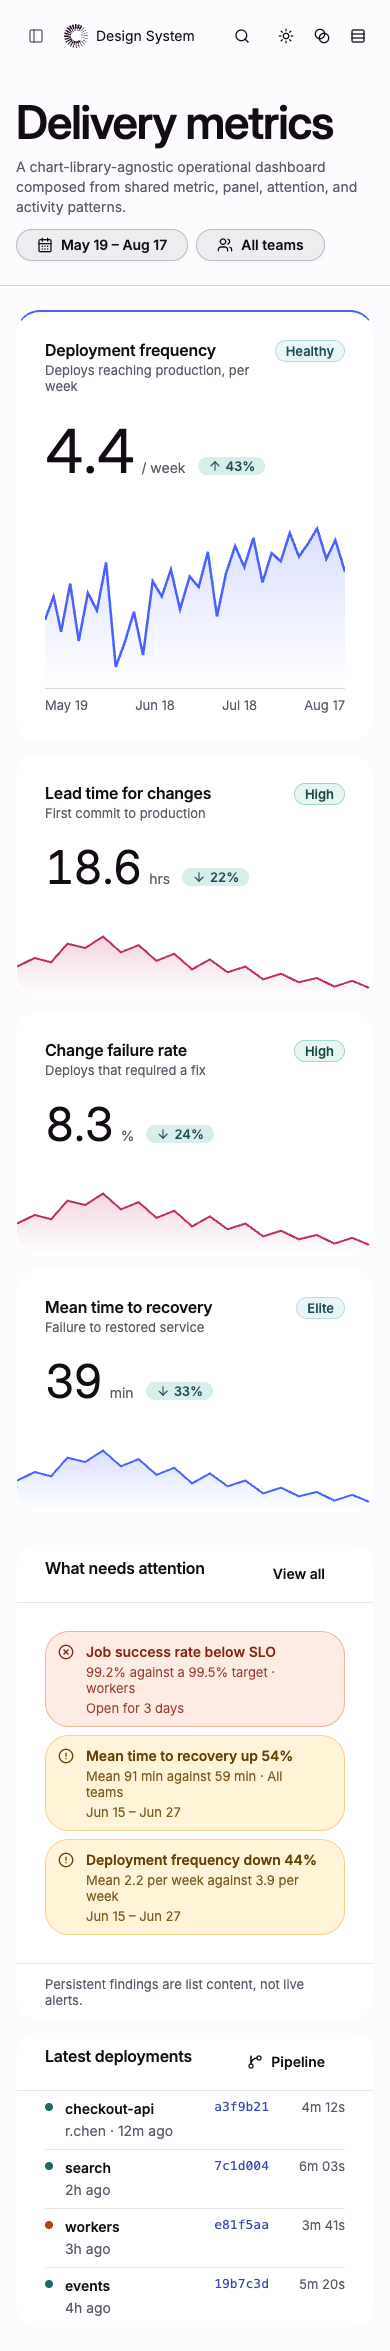 Design System
Delivery metrics
A chart-library-agnostic operational dashboard
composed from shared metric, panel, attention, and
activity patterns.
May 19 – Aug 17
All teams
Deployment frequency
Healthy
Deploys reaching production, per
week
4.4 / week ↑ 43%
May 19 Jun 18 Jul 18 Aug 17
Lead time for changes
High
First commit to production
18.6 hrs ↓ 22%
Change failure rate
High
Deploys that required a fix
8.3 % ↓ 24%
Mean time to recovery
Elite
Failure to restored service
39 min ↓ 33%
What needs attention
View all
Job success rate below SLO
99.2% against a 99.5% target ·
workers
Open for 3 days
Mean time to recovery up 54%
Mean 91 min against 59 min · All
teams
Jun 15 – Jun 27
Deployment frequency down 44%
Mean 2.2 per week against 3.9 per
week
Jun 15 – Jun 27
Persistent findings are list content, not live
alerts.
Latest deployments
Pipeline
checkout-api a3f9b21 4m 12s
r.chen · 12m ago
search 7c1d004 6m 03s
2h ago
workers e81f5aa 3m 41s
3h ago
events 19b7c3d 5m 20s
4h ago